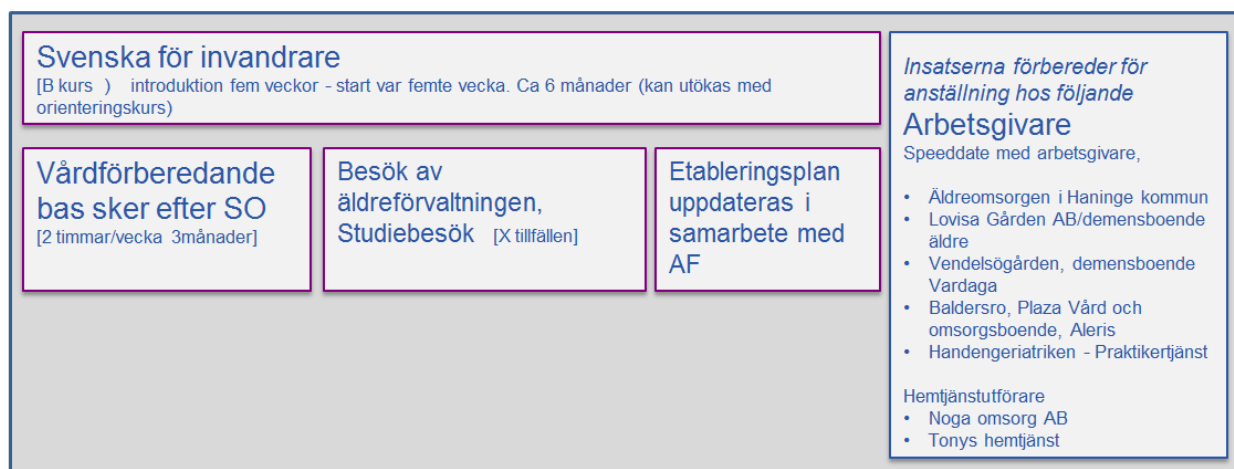 Svenska för invandrare
[B kurs ) introduktion fem veckor - start var femte vecka. Ca 6 månader (kan utökas med
orienteringskurs)
Vårdförberedande
bas sker efter SO
[2 timmar/vecka 3månader]
Besök av
äldreförvaltningen,
Studiebesök [X tillfällen]
Etableringsplan
uppdateras i
samarbete med
AF
Insatserna förbereder för
anställning hos följande
Arbetsgivare
Speeddate med arbetsgivare,
• Äldreomsorgen i Haninge kommun
• Lovisa Gården AB/demensboende
äldre
• Vendelsögården, demensboende
Vardaga
• Baldersro, Plaza Vård och
omsorgsboende, Aleris
• Handengeriatriken - Praktikertjänst
Hemtjänstutförare
• Noga omsorg AB
• Tonys hemtjänst